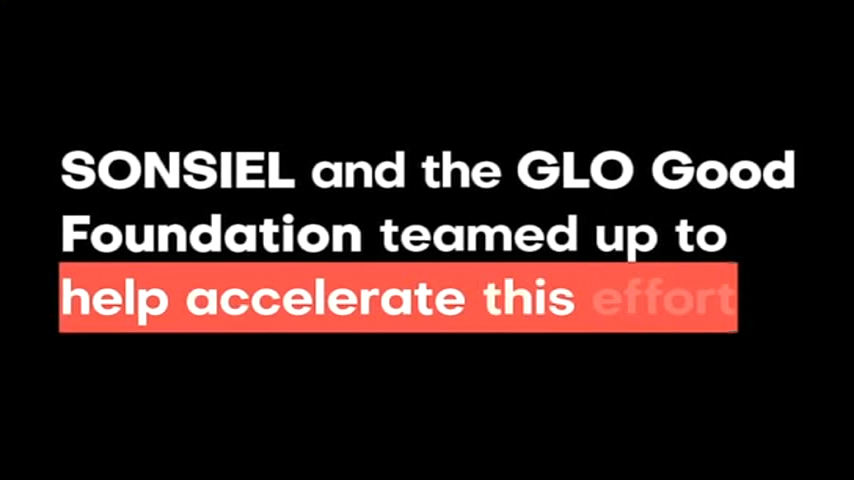 SONSIEL and the GLO Good
Foundation teamed up to
help accelerate this effort